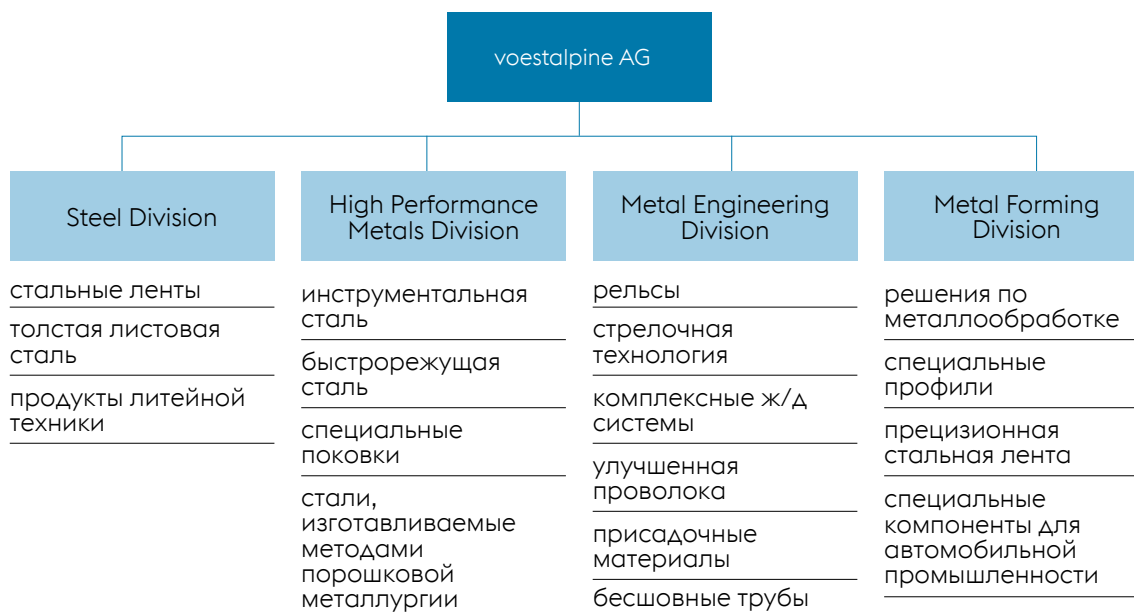 voestalpine AG
Steel Division
стальные ленты
толстая листовая
сталь
продукты литейной
техники
High Performance
Metals Division
инструментальная
сталь
быстрорежущая
сталь
специальные
поковки
стали,
изготавливаемые
методами
порошковой
металлургии
Metal Engineering
Division
рельсы
стрелочная
технология
комплексные ж/д
системы
улучшенная
проволока
присадочные
материалы
бесшовные трубы
Metal Forming
Division
решения по
металлообработке
специальные
профили
прецизионная
стальная лента
специальные
компоненты для
автомобильной
промышленности